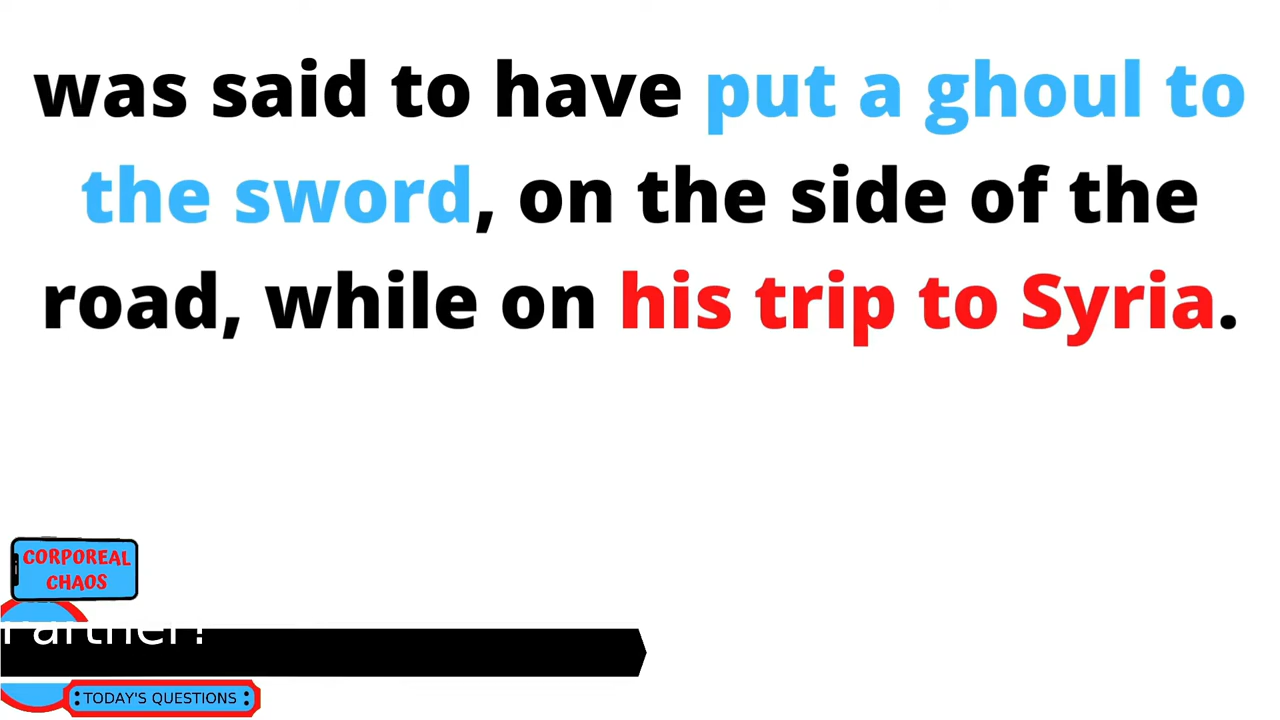 was said to have put a ghoul to
the sword, on the side of the
road, while on his trip to Syria.
CORPOREAL
CHAOS
Partner?
TODAY'S QUESTIONS